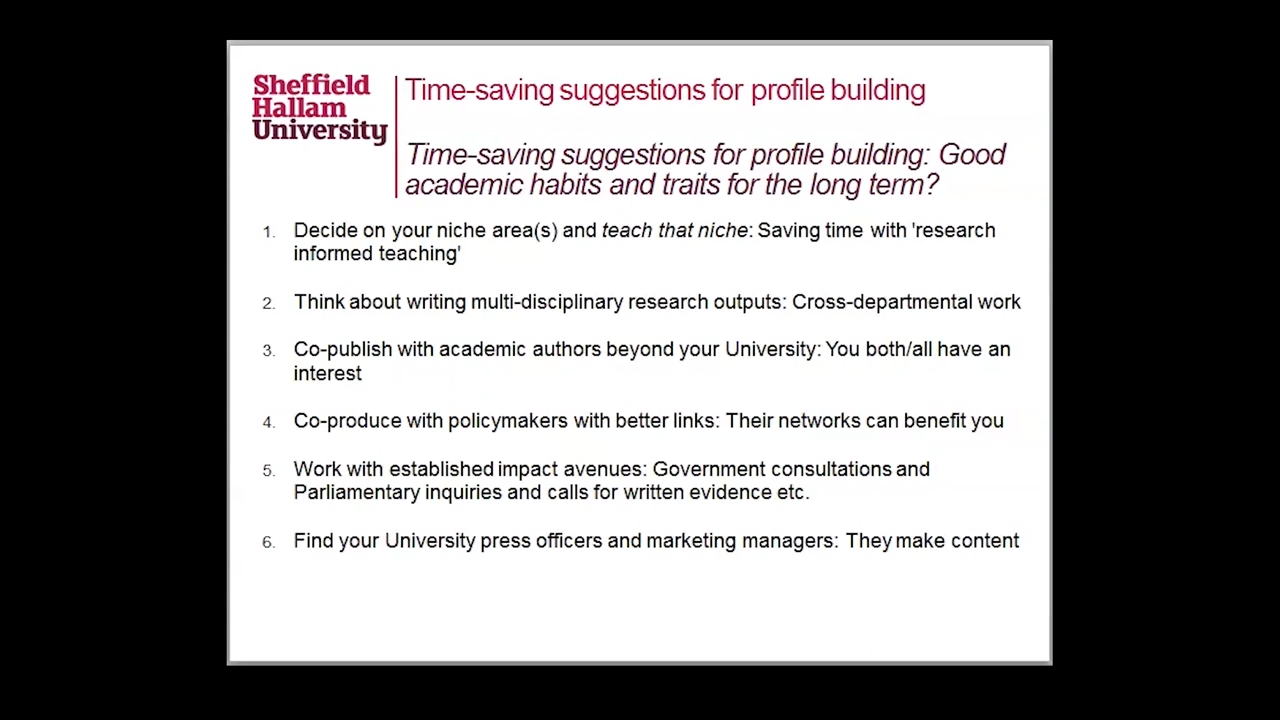 Sheffield
Hallam
University
Time-saving suggestions for profile building
Time-saving suggestions for profile building: Good
academic habits and traits for the long term?
1. Decide on your niche area(s) and teach that niche: Saving time with 'research
informed teaching'
2. Think about writing multi-disciplinary research outputs: Cross-departmental work
3. Co-publish with academic authors beyond your University: You both/all have an
interest
4. Co-produce with policymakers with better links: Their networks can benefit you
5. Work with established impact avenues: Government consultations and
Parliamentary inquiries and calls for written evidence etc.
6. Find your University press officers and marketing managers: They make content